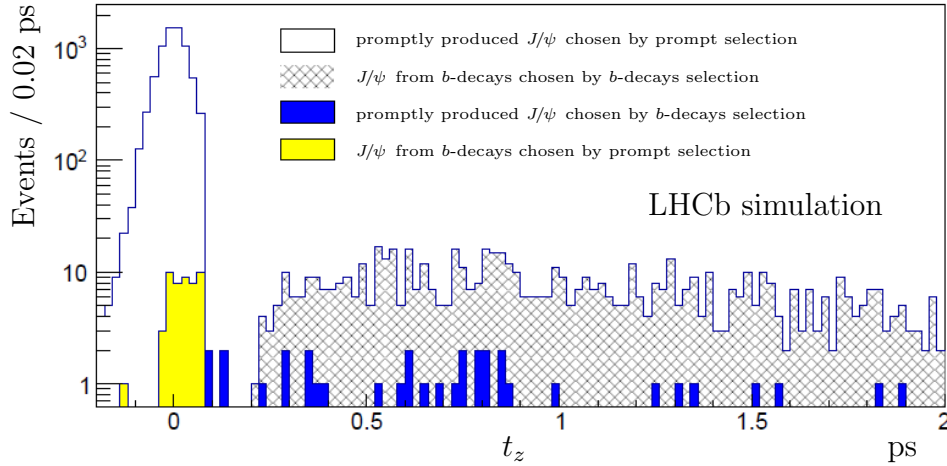 Events / 0.02 ps
10³
10²
10
1
promptly produced J/ψ chosen by prompt selection
J/ψ from b-decays chosen by b-decays selection
promptly produced J/ψ chosen by b-decays selection
J/ψ from b-decays chosen by prompt selection
LHCb simulation
0 0.5 1 1.5 2
t_z ps